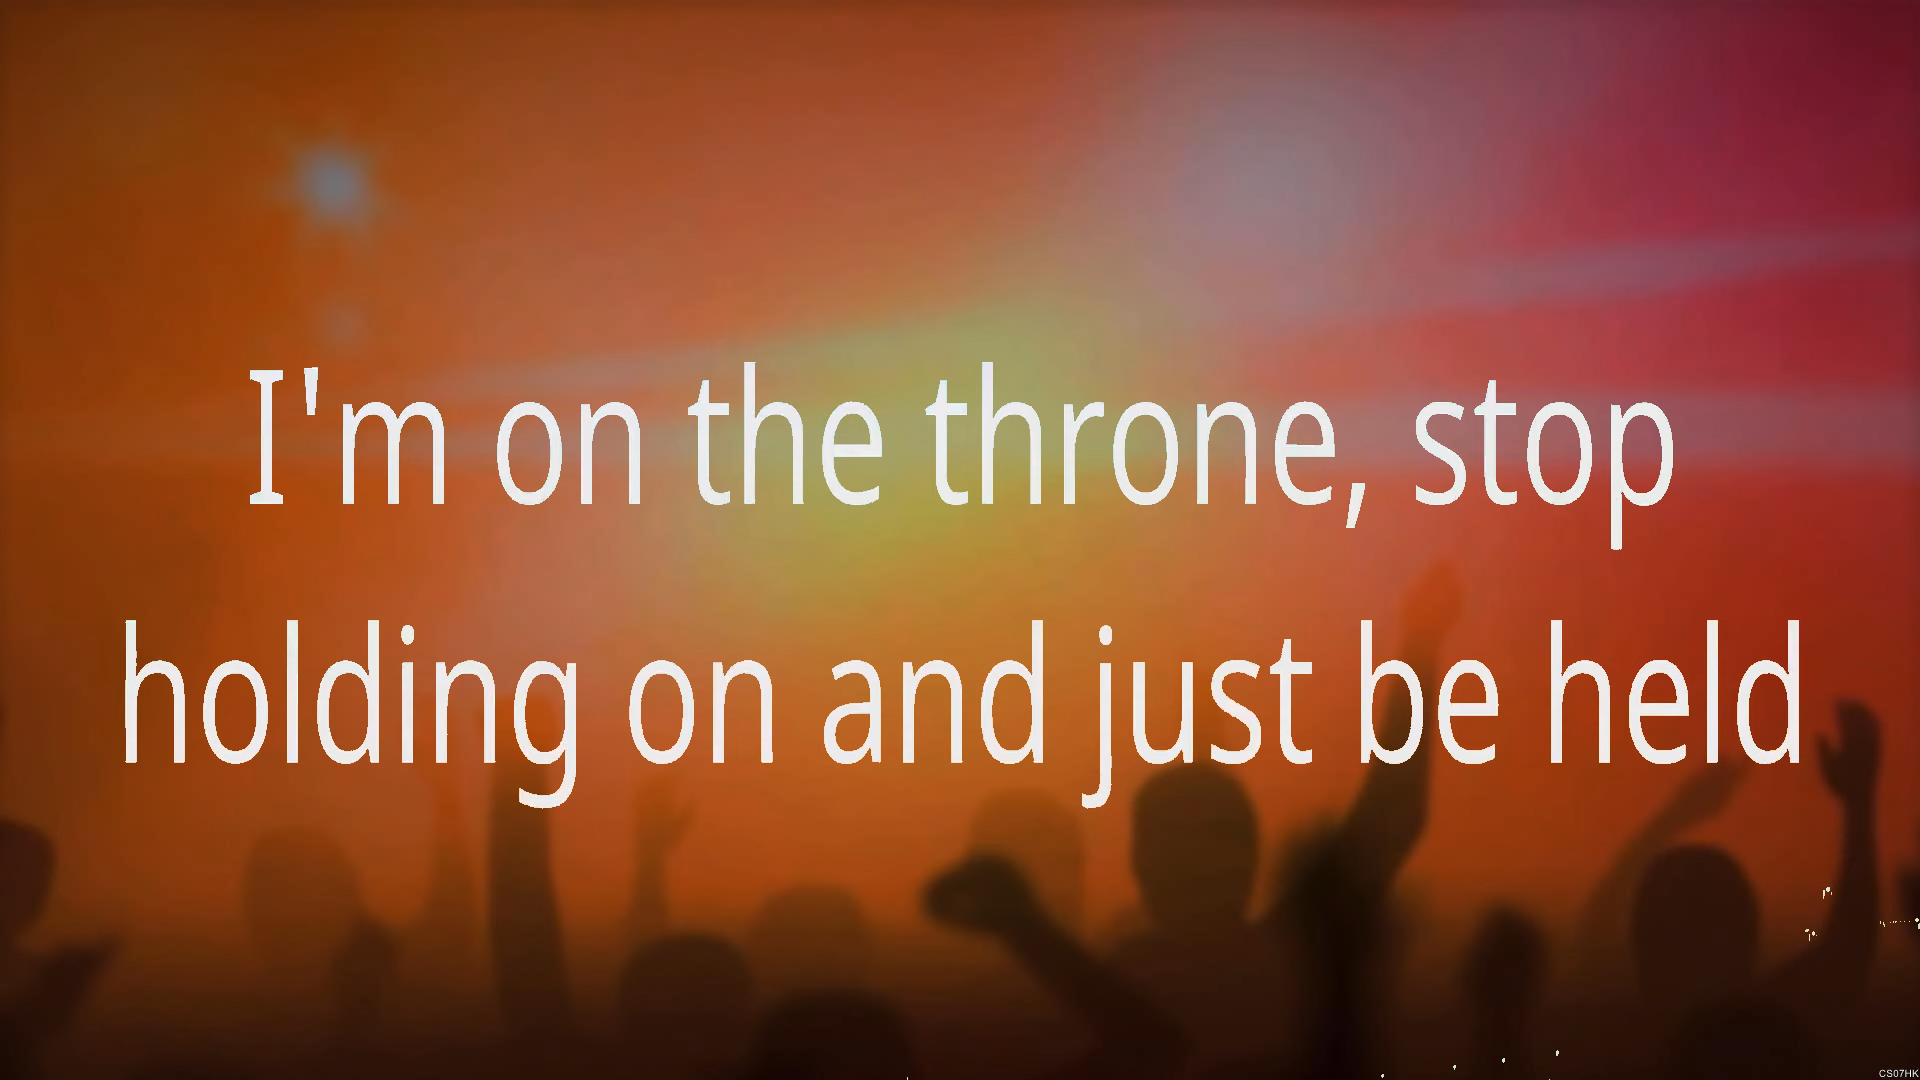 I'm on the throne, stop
holding on and just be held
CS07HK